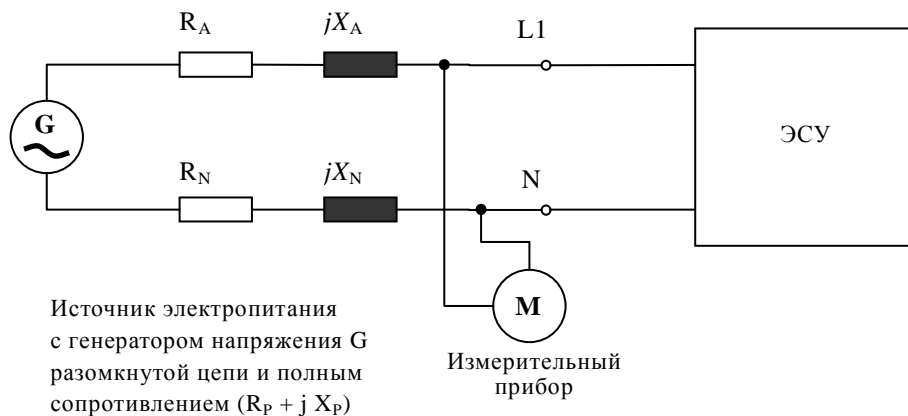 R_A
jX_A
L1
G
ЭСУ
R_N
jX_N
N
M
Источник электропитания
с генератором напряжения G
разомкнутой цепи и полным
сопротивлением (R_P + j X_P)
Измерительный
прибор